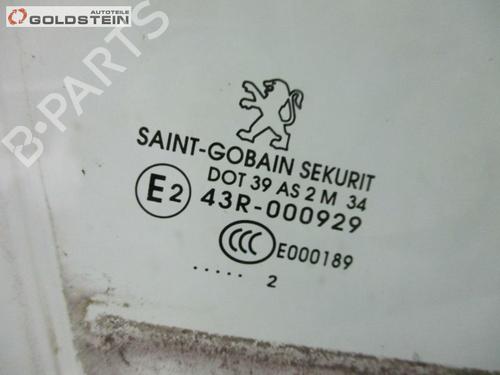 AUTOTEILE
GOLDSTEIN
B-PARTS
SAINT-GOBAIN SEKURIT
DOT 39 AS 2 M 34
E2 43R-000929
CCC E000189
..... 2